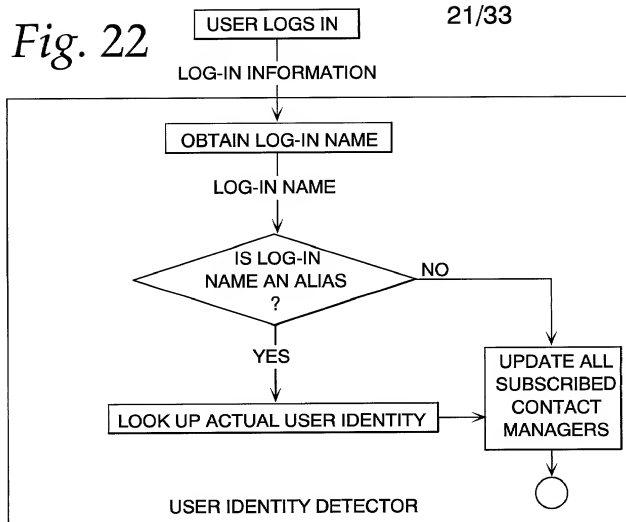 Fig. 22
21/33
USER LOGS IN
LOG-IN INFORMATION
OBTAIN LOG-IN NAME
LOG-IN NAME
IS LOG-IN
NAME AN ALIAS
?
NO
YES
LOOK UP ACTUAL USER IDENTITY
UPDATE ALL
SUBSCRIBED
CONTACT
MANAGERS
USER IDENTITY DETECTOR